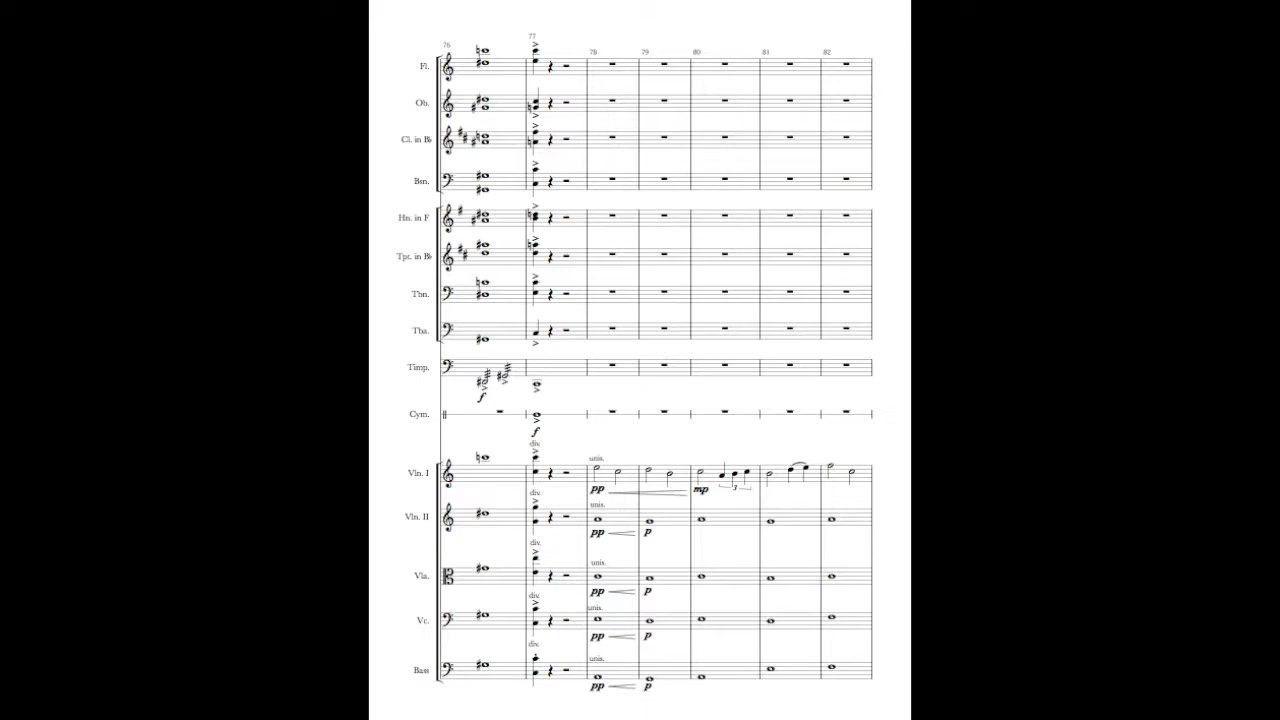 76 77 78 79 80 81 82
Fl.
Ob.
Cl. in B♭
Bsn.
Hn. in F
Tpt. in B♭
Tbn.
Tba.
Timp.
f
Cym.
f
div.
unis.
Vln. I
pp mp
3
div.
unis.
Vln. II
pp p
div.
unis.
Vla.
pp p
div.
unis.
Vc.
pp p
div.
unis.
Bass
pp p